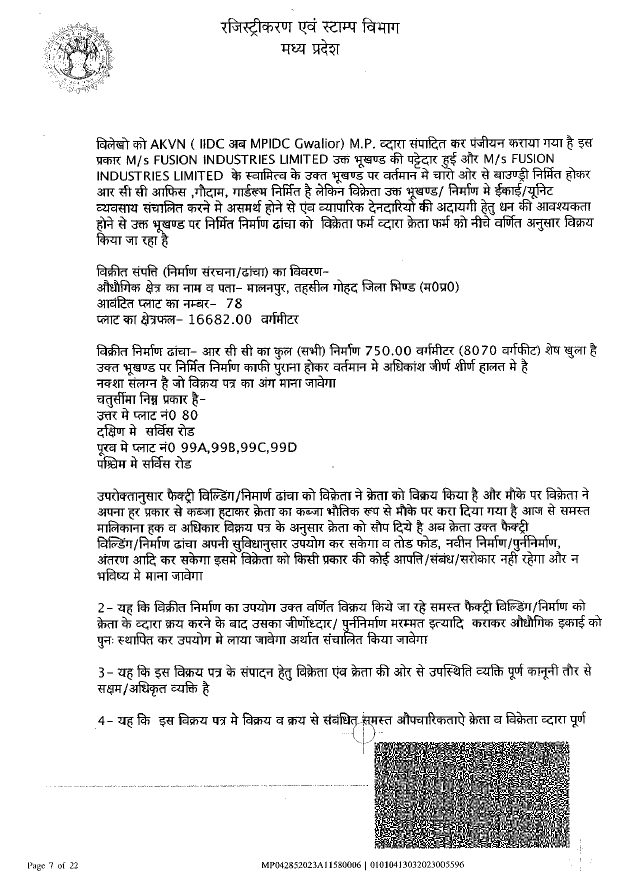 रजिस्ट्रीकरण एवं स्टाम्प विभाग
मध्य प्रदेश
विलेखो को AKVN ( IIDC अब MPIDC Gwalior) M.P. व्दारा संपादित कर पंजीयन कराया गया है इस
प्रकार M/s FUSION INDUSTRIES LIMITED उक्त भूखण्ड की पट्टेदार हुई और M/s FUSION
INDUSTRIES LIMITED के स्वामित्व के उक्त भूखण्ड पर वर्तमान मे चारो ओर से बाउण्ड्री निर्मित होकर
आर सी सी आफिस ,गौदाम, गार्डरूम निर्मित है लेकिन विक्रेता उक्त भूखण्ड/ निर्माण मे ईकाई/यूनिट
व्यवसाय संचालित करने मे असमर्थ होने से एंव व्यापारिक देनदारियों की अदायगी हेतु धन की आवश्यकता
होने से उक्त भूखण्ड पर निर्मित निर्माण ढांचा को विक्रेता फर्म व्दारा क्रेता फर्म को नीचे वर्णित अनुसार विक्रय
किया जा रहा है
विक्रीत संपत्ति (निर्माण संरचना/ढांचा) का विवरण–
औधौगिक क्षेत्र का नाम व पता– मालनपुर, तहसील गोहद जिला भिण्ड (म0प्र0)
आवंटित प्लाट का नम्बर– 78
प्लाट का क्षेत्रफल– 16682.00 वर्गमीटर
विक्रीत निर्माण ढांचा– आर सी सी का कुल (सभी) निर्माण 750.00 वर्गमीटर (8070 वर्गफीट) शेष खुला है
उक्त भूखण्ड पर निर्मित निर्माण काफी पुराना होकर वर्तमान मे अधिकांश जीर्ण शीर्ण हालत मे है
नक्शा संलग्न है जो विक्रय पत्र का अंग माना जावेगा
चतुर्सीमा निम्न प्रकार है–
उत्तर मे प्लाट नं0 80
दक्षिण मे सर्विस रोड
पूरव मे प्लाट नं0 99A,99B,99C,99D
पश्चिम मे सर्विस रोड
उपरोक्तानुसार फैक्ट्री विल्डिंग/निमार्ण ढांचा को विक्रेता ने क्रेता को विक्रय किया है और मौके पर विक्रेता ने
अपना हर प्रकार से कब्जा हटाकर क्रेता का कब्जा भौतिक रूप से मौके पर करा दिया गया है आज से समस्त
मालिकाना हक व अधिकार विक्रय पत्र के अनुसार क्रेता को सौप दिये है अब क्रेता उक्त फैक्ट्री
विल्डिंग/निर्माण ढांचा अपनी सुविधानुसार उपयोग कर सकेगा व तोड फोड, नवीन निर्माण/पुर्ननिर्माण,
अंतरण आदि कर सकेगा इसमे विक्रेता को किसी प्रकार की कोई आपत्ति/संबंध/सरोकार नही रहेगा और न
भविष्य मे माना जावेगा
2– यह कि विक्रीत निर्माण का उपयोग उक्त वर्णित विक्रय किये जा रहे समस्त फैक्ट्री विल्डिंग/निर्माण को
क्रेता के व्दारा क्रय करने के बाद उसका जीर्णोध्दार/ पुर्ननिर्माण मरम्मत इत्यादि कराकर औधौगिक इकाई को
पुनः स्थापित कर उपयोग मे लाया जावेगा अर्थात संचालित किया जावेगा
3– यह कि इस विक्रय पत्र के संपादन हेतु विक्रेता एंव क्रेता की ओर से उपस्थिति व्यक्ति पूर्ण कानूनी तौर से
सक्षम/अधिकृत व्यक्ति है
4– यह कि इस विक्रय पत्र मे विक्रय व क्रय से संबंधित समस्त औपचारिकताऐ क्रेता व विक्रेता व्दारा पूर्ण
Page 7 of 22
MP042852023A11580006 | 01010413032023005596